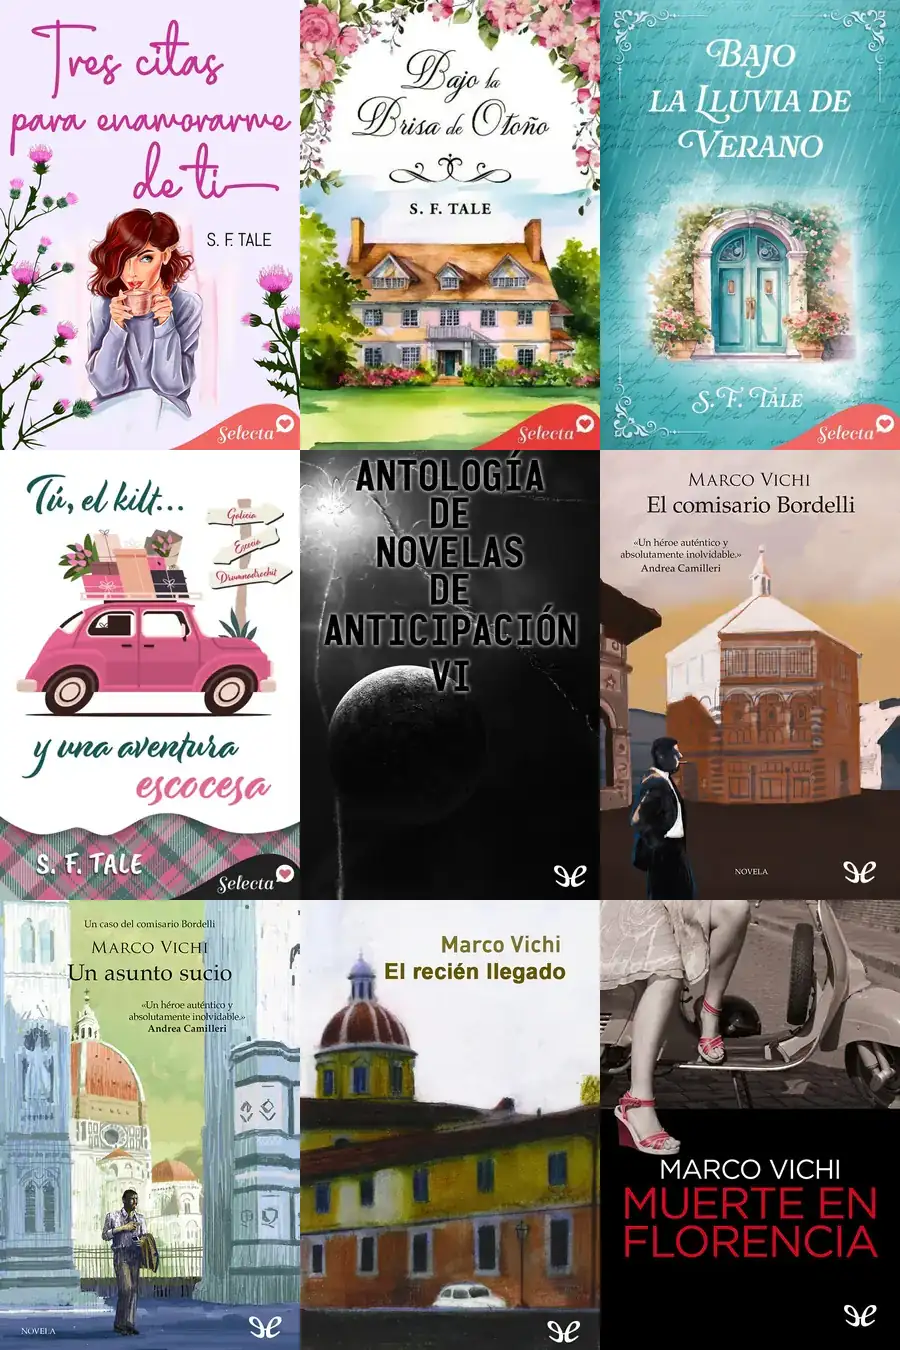 Tres citas
para enamorarme
de ti
S. F. TALE
Selecta
Bajo la
Brisa de Otoño
S. F. TALE
Selecta
BAJO
LA LLUVIA DE
VERANO
S. F. TALE
Selecta
Tú, el kilt...
Galicia
Escocia
Drumnadrochit
y una aventura
escocesa
S. F. TALE
Selecta
ANTOLOGÍA
DE
NOVELAS
DE
ANTICIPACIÓN
VI
MARCO VICHI
El comisario Bordelli
«Un héroe auténtico y
absolutamente inolvidable.»
Andrea Camilleri
NOVELA
Un caso del comisario Bordelli
MARCO VICHI
Un asunto sucio
«Un héroe auténtico y
absolutamente inolvidable.»
Andrea Camilleri
NOVELA
Marco Vichi
El recién llegado
MARCO VICHI
MUERTE EN
FLORENCIA